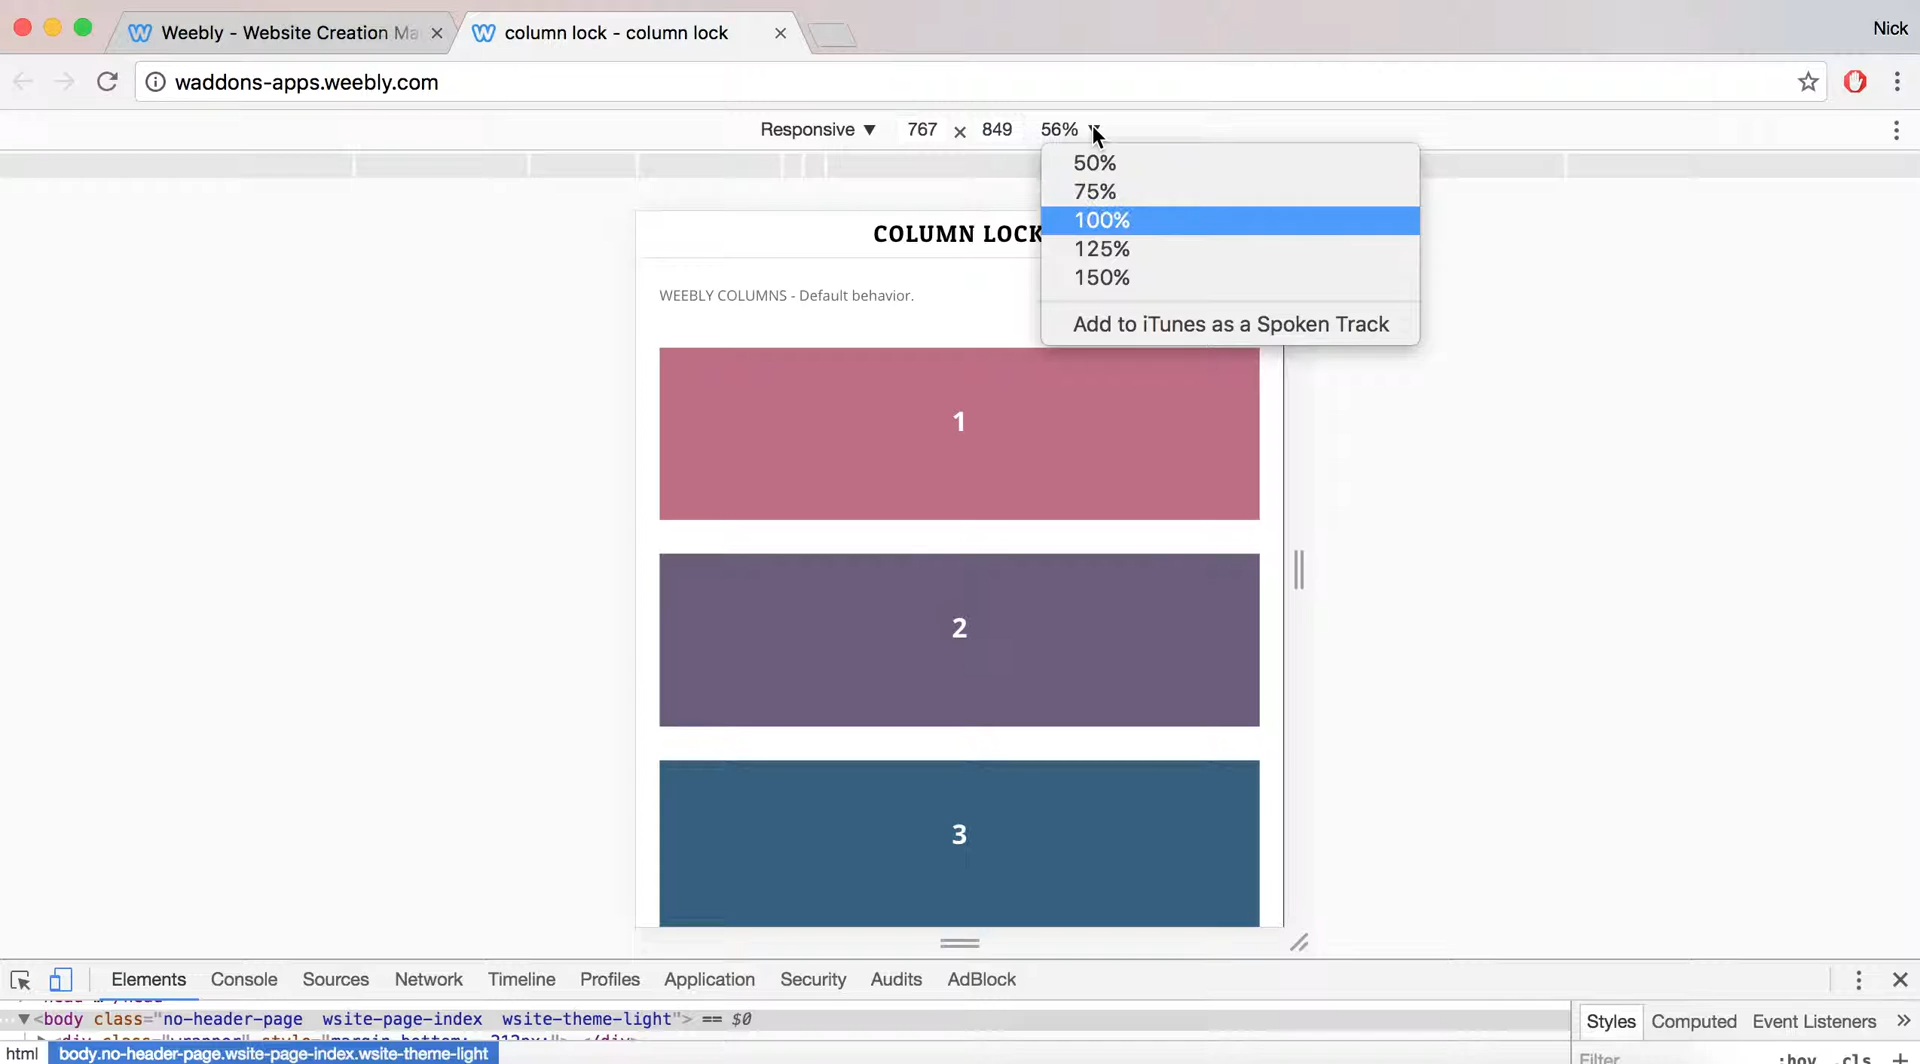 Weebly - Website Creation Ma
column lock - column lock
Nick
waddons-apps.weebly.com
Responsive ▼ 767 × 849 56%
50%
75%
100%
125%
150%
Add to iTunes as a Spoken Track
COLUMN LOCK
WEEBLY COLUMNS - Default behavior.
1
2
3
Elements Console Sources Network Timeline Profiles Application Security Audits AdBlock
▼<body class="no-header-page wsite-page-index wsite-theme-light"> == $0
html body.no-header-page.wsite-page-index.wsite-theme-light
Styles Computed Event Listeners »
Filter :hov .cls +